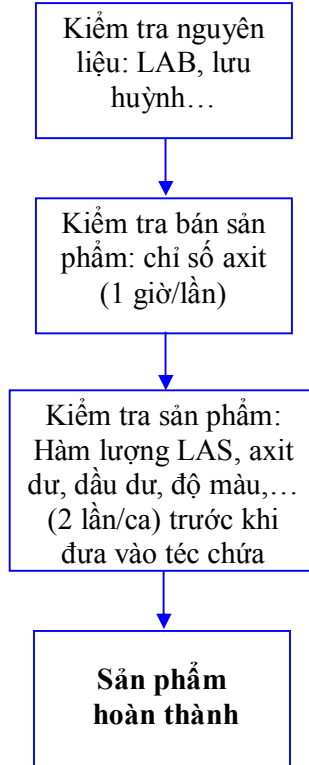 Kiểm tra nguyên
liệu: LAB, lưu
huỳnh…
Kiểm tra bán sản
phẩm: chỉ số axit
(1 giờ/lần)
Kiểm tra sản phẩm:
Hàm lượng LAS, axit
dư, dầu dư, độ màu,…
(2 lần/ca) trước khi
đưa vào téc chứa
Sản phẩm
hoàn thành